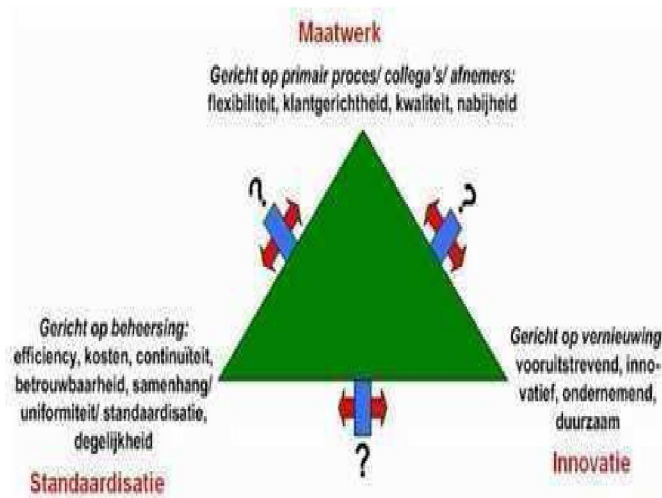 Maatwerk
Gericht op primair proces/ collega's/ afnemers:
flexibiliteit, klantgerichtheid, kwaliteit, nabijheid
?
?
Gericht op beheersing:
efficiency, kosten, continuïteit,
betrouwbaarheid, samenhang/
uniformiteit/ standaardisatie,
degelijkheid
Standaardisatie
?
Gericht op vernieuwing
vooruitstrevend, inno-
vatief, ondernemend,
duurzaam
Innovatie